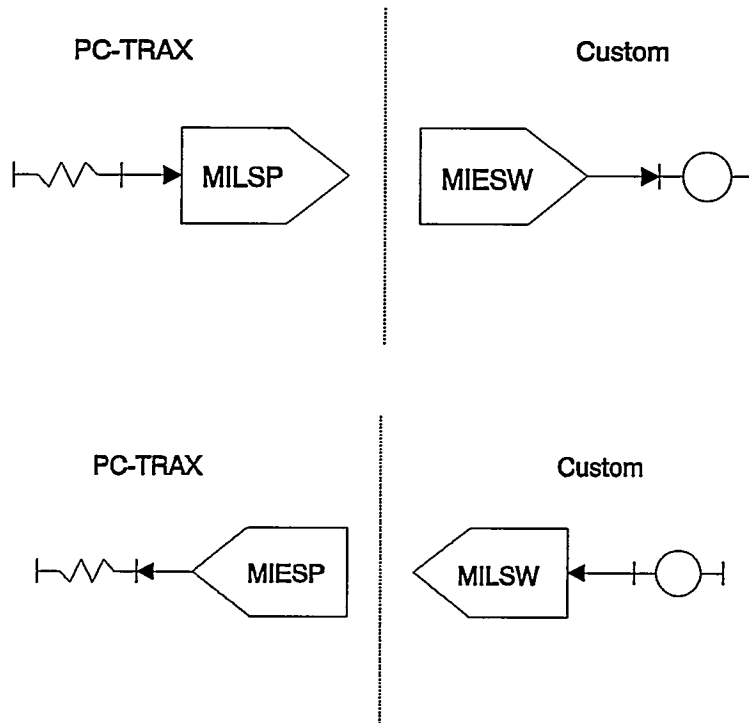 PC-TRAX
Custom
MILSP
MIESW
PC-TRAX
Custom
MIESP
MILSW